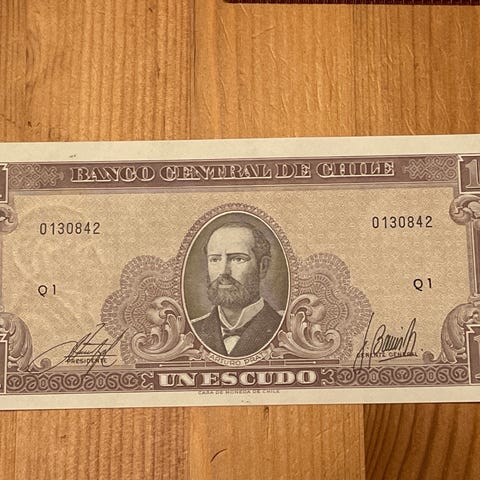 BANCO CENTRAL DE CHILE
0130842
0130842
Q1
Q1
ARTURO PRAT
PRESIDENTE
GERENTE GENERAL
UN ESCUDO
CASA DE MONEDA DE CHILE